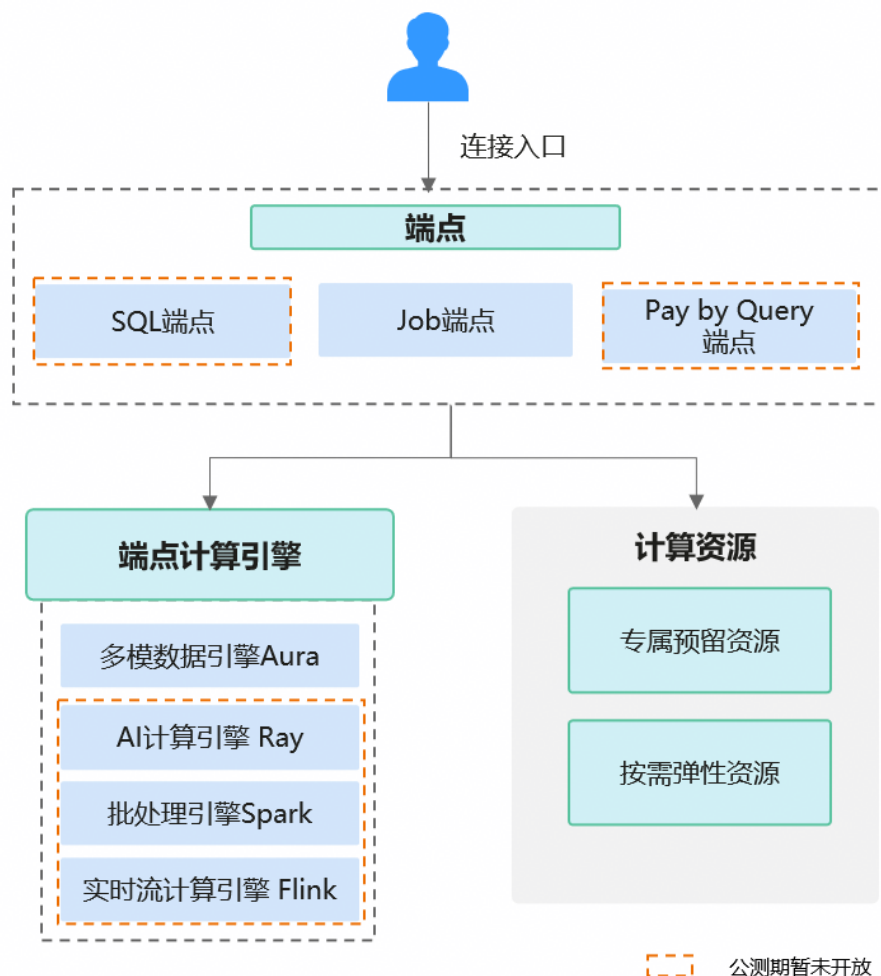 连接入口
端点
SQL端点
Job端点
Pay by Query
端点
端点计算引擎
多模数据引擎Aura
AI计算引擎 Ray
批处理引擎Spark
实时流计算引擎 Flink
计算资源
专属预留资源
按需弹性资源
公测期暂未开放